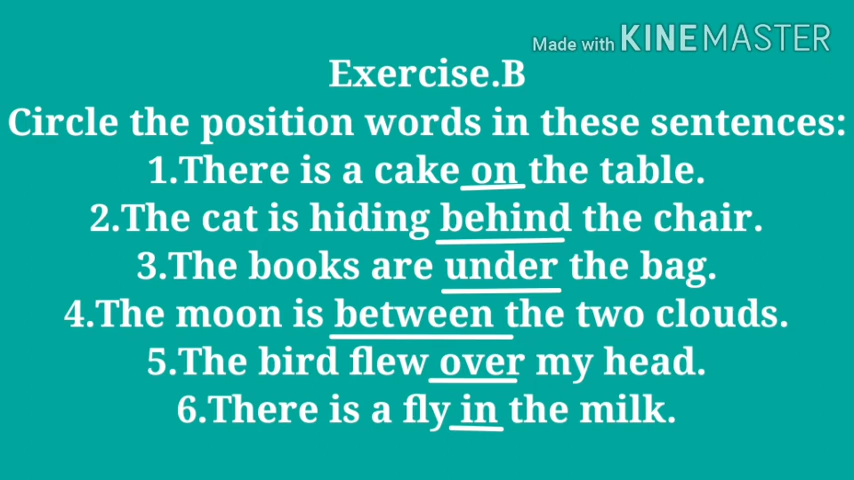 Made with KINEMASTER
Exercise.B
Circle the position words in these sentences:
1.There is a cake on the table.
2.The cat is hiding behind the chair.
3.The books are under the bag.
4.The moon is between the two clouds.
5.The bird flew over my head.
6.There is a fly in the milk.